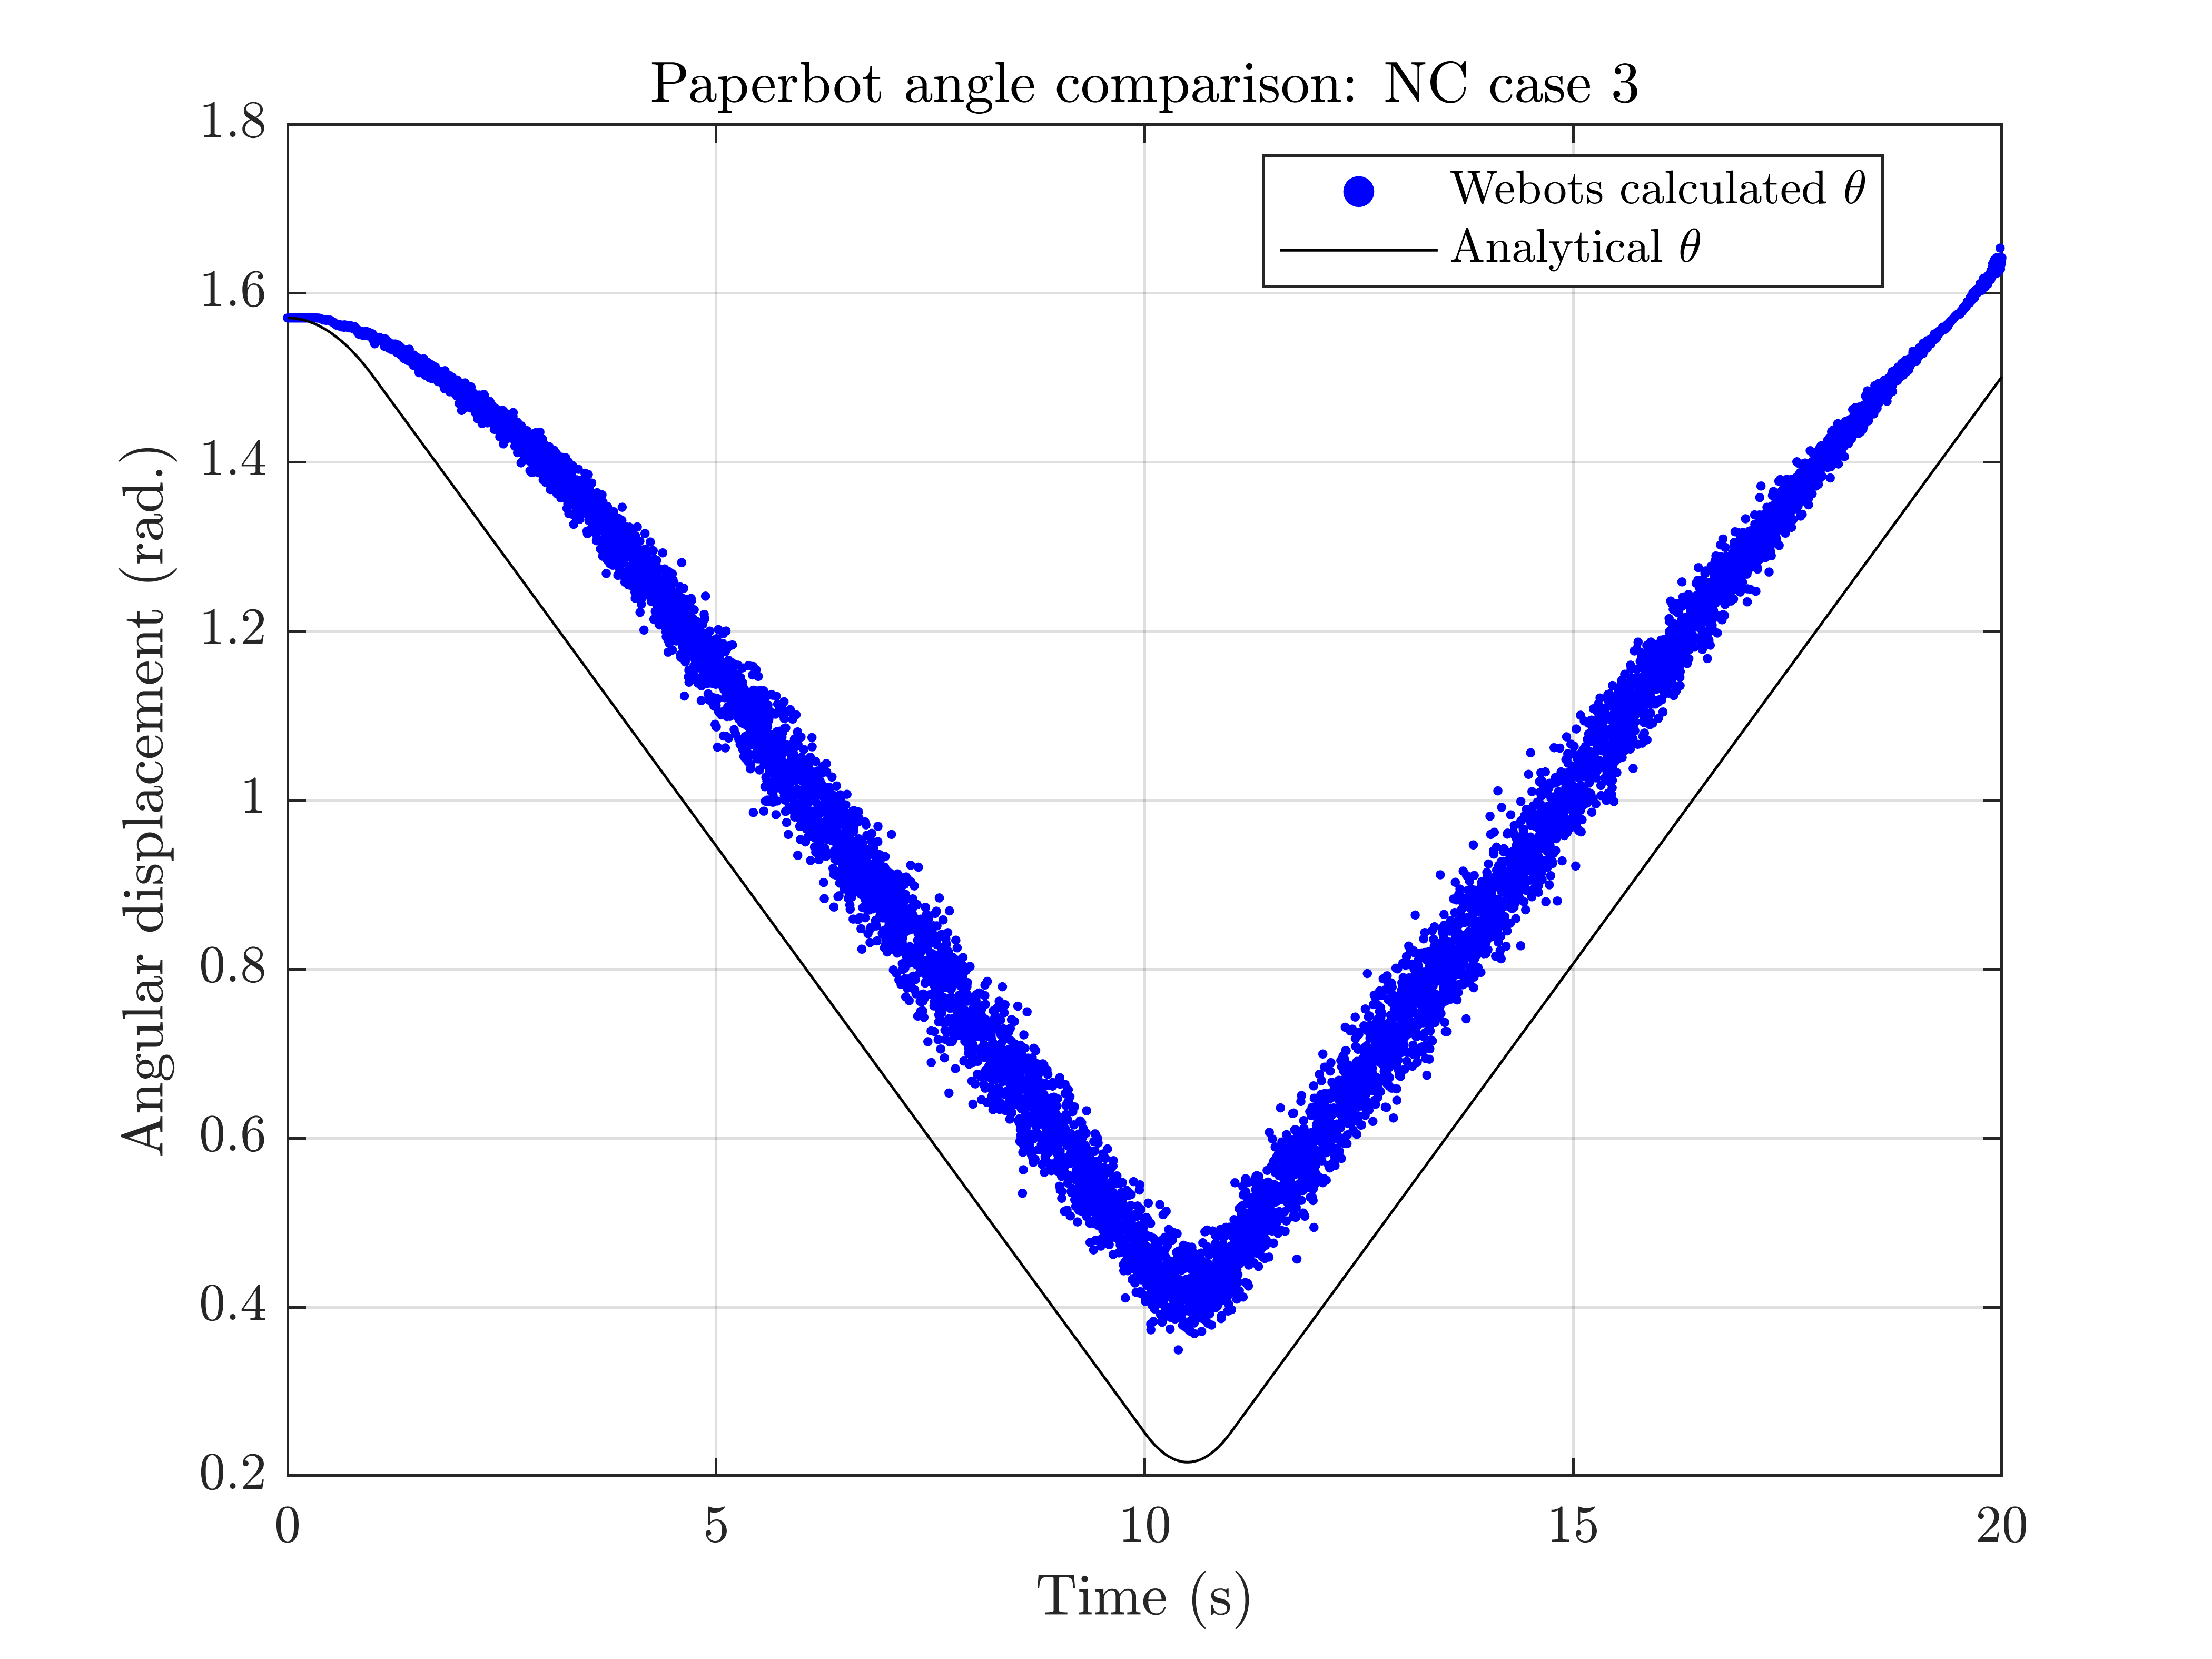 Paperbot angle comparison: NC case 3
Webots calculated θ
Analytical θ
Angular displacement (rad.)
1.8
1.6
1.4
1.2
1
0.8
0.6
0.4
0.2
0 5 10 15 20
Time (s)